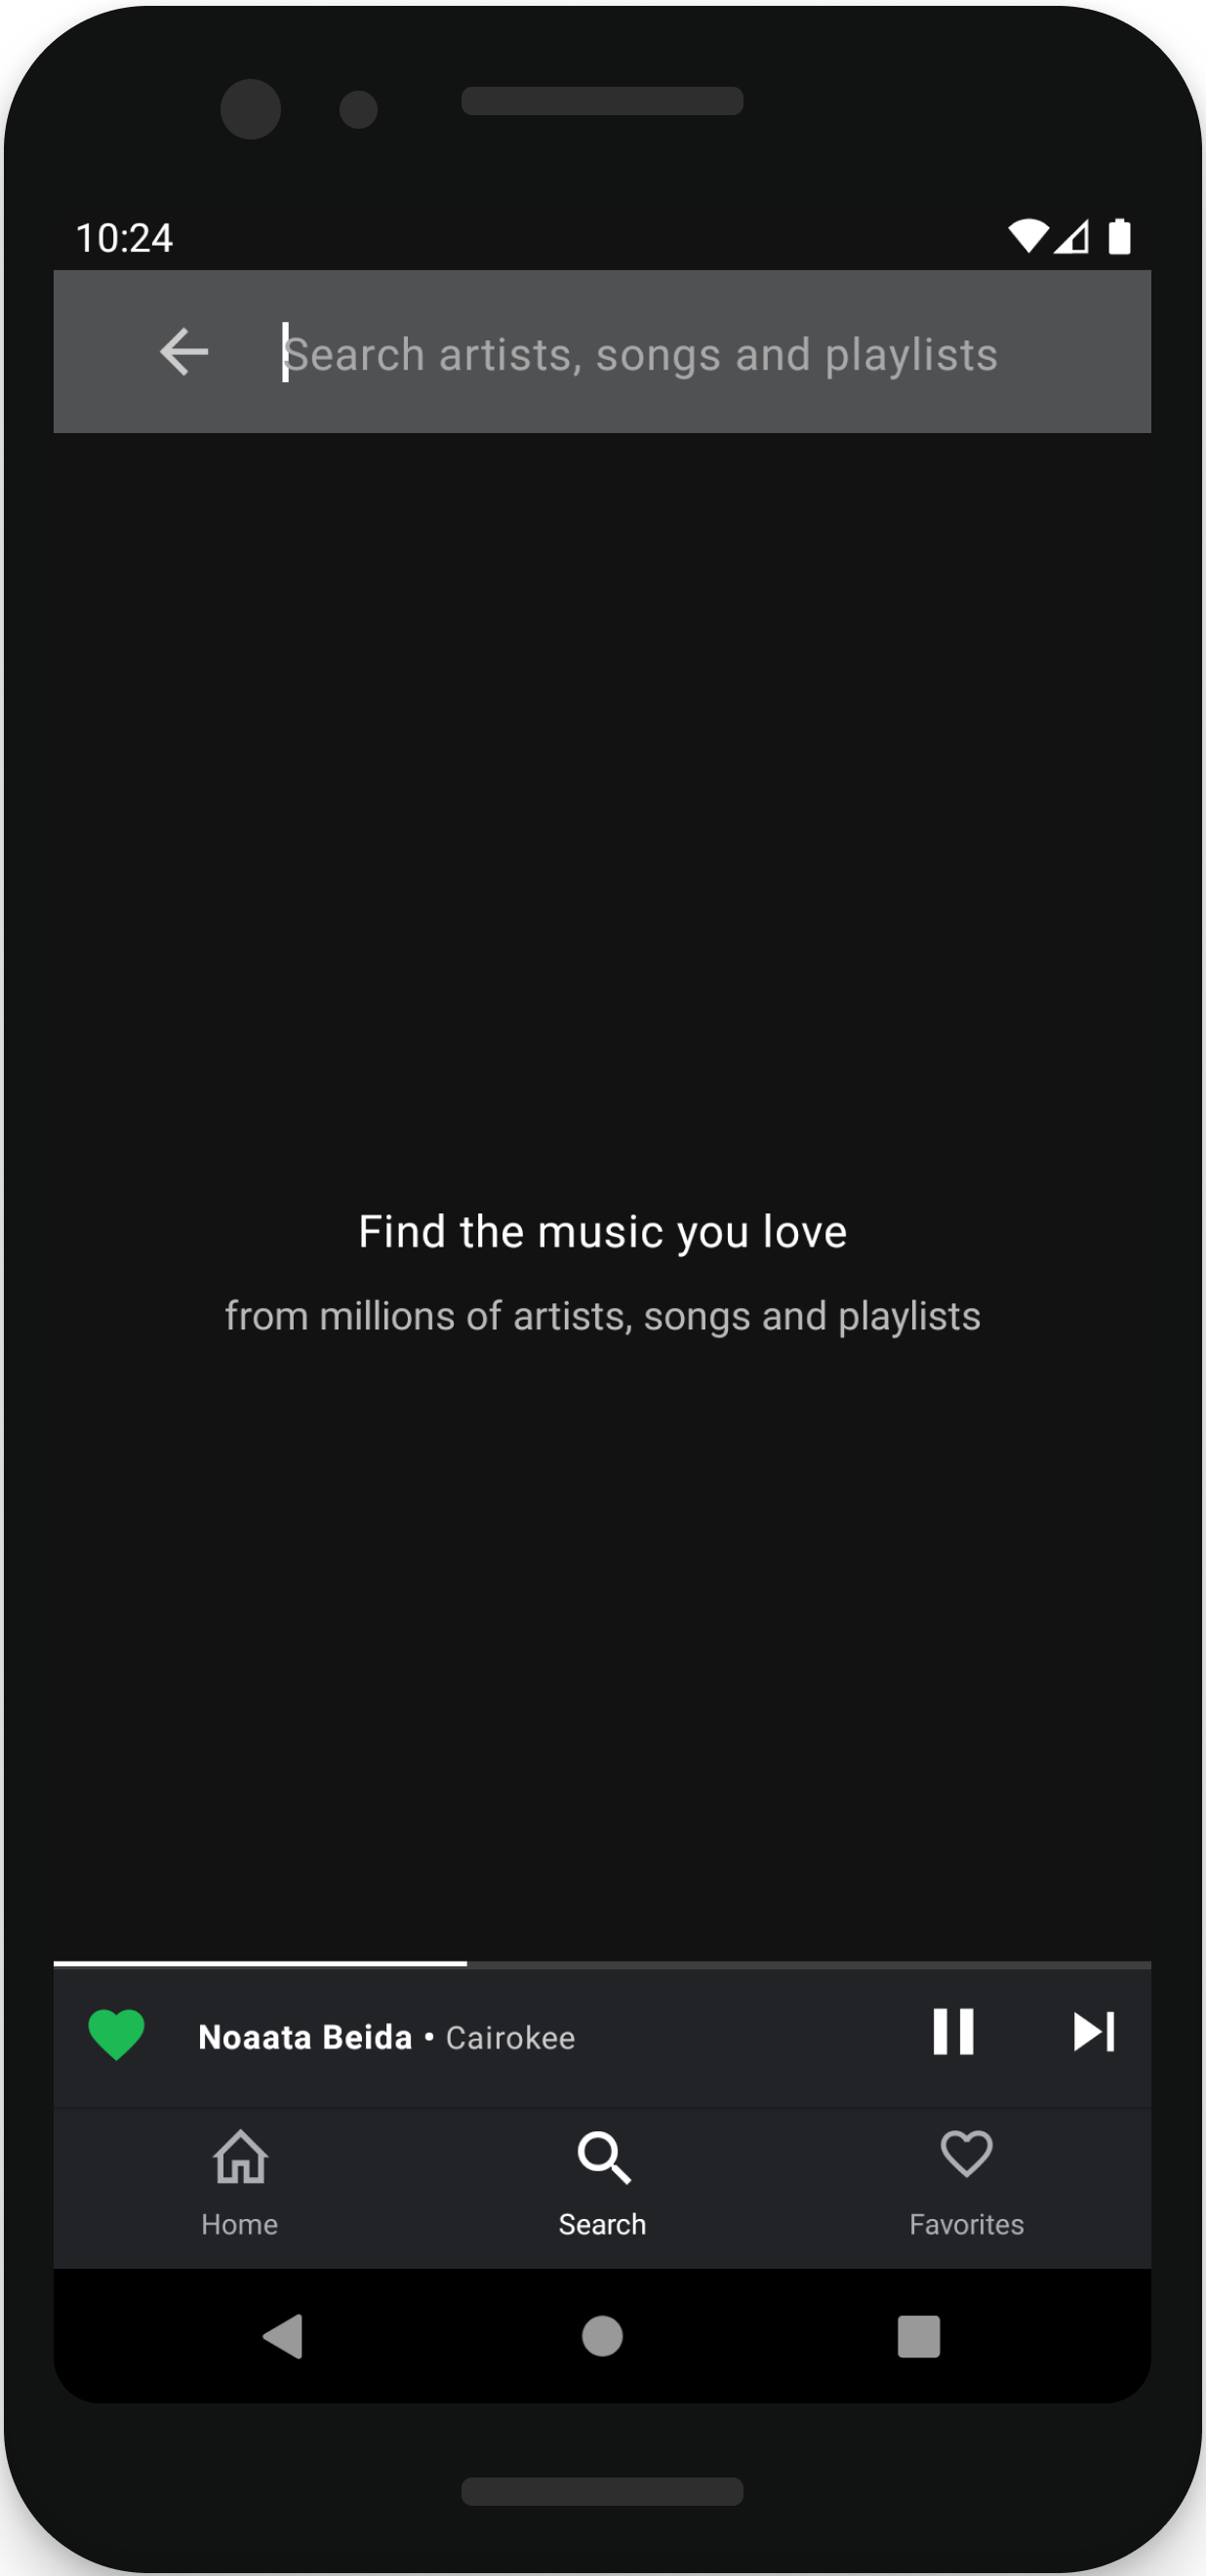 10:24
Search artists, songs and playlists
Find the music you love
from millions of artists, songs and playlists
Noaata Beida • Cairokee
Home Search Favorites